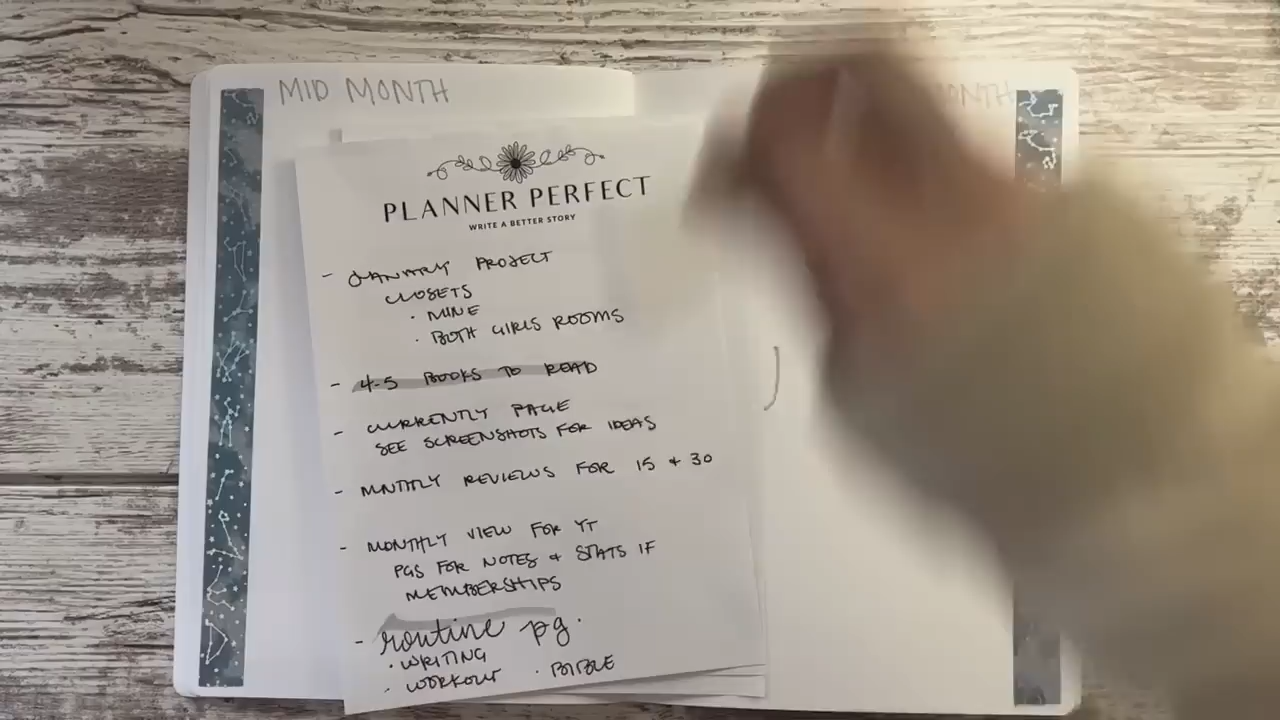 MID MONTH
MONTH
PLANNER PERFECT
WRITE A BETTER STORY
- PROJECT
CLOSETS
· MINE
· BOTH GIRLS ROOMS
- 4-5 BOOKS TO READ
- CURRENTLY PAGE
SEE SCREENSHOTS FOR IDEAS
- MONTHLY REVIEWS FOR 15 + 30
- MONTHLY VIEW FOR YT
PGS FOR NOTES & STATS IF
MEMBERSHIPS
- routine pg.
· WRITING
· WORKOUT · BIBLE